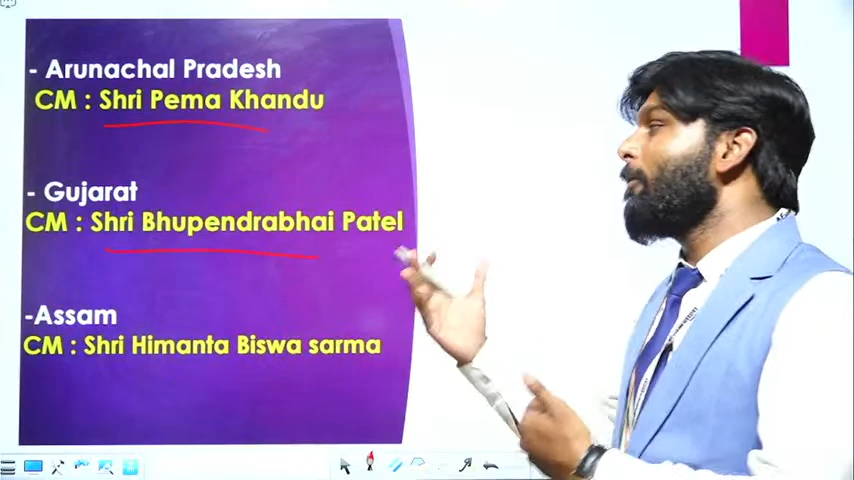 - Arunachal Pradesh
CM : Shri Pema Khandu
- Gujarat
CM : Shri Bhupendrabhai Patel
-Assam
CM : Shri Himanta Biswa sarma